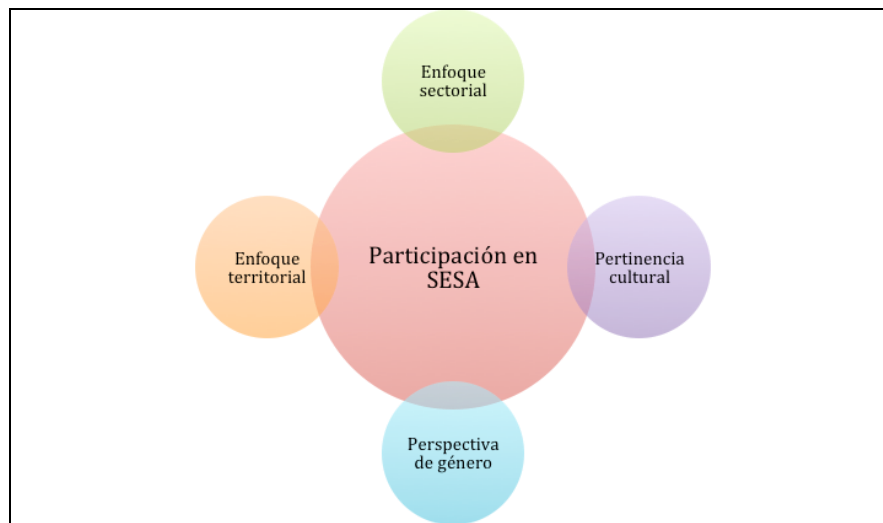 Enfoque
sectorial
Enfoque
territorial
Participación en
SESA
Pertinencia
cultural
Perspectiva
de género